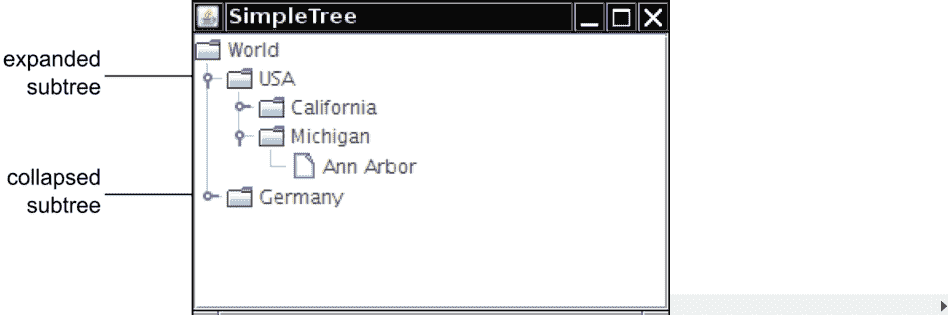 SimpleTree
World
expanded
subtree
USA
California
Michigan
Ann Arbor
collapsed
subtree
Germany